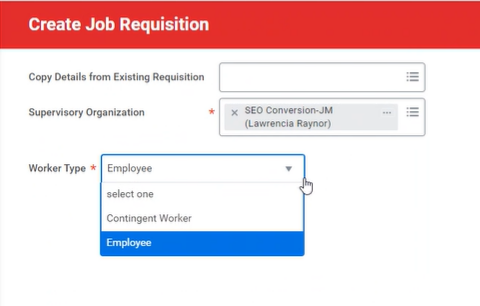 Create Job Requisition
Copy Details from Existing Requisition
Supervisory Organization * × SEO Conversion-JM
(Lawrencia Raynor)
Worker Type * Employee
select one
Contingent Worker
Employee